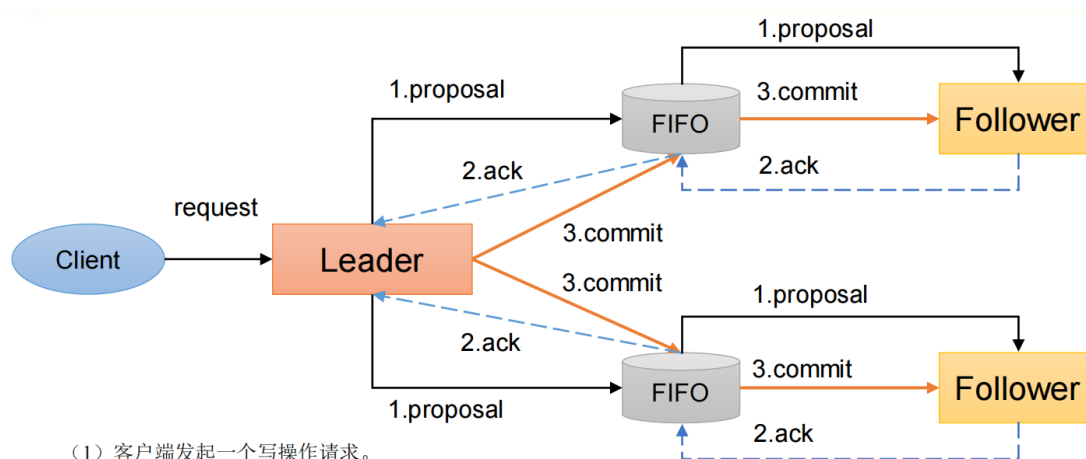 1.proposal
1.proposal
3.commit
FIFO
Follower
2.ack
2.ack
request
3.commit
Client
Leader
3.commit
1.proposal
2.ack
3.commit
FIFO
Follower
1.proposal
2.ack
（1）客户端发起一个写操作请求。